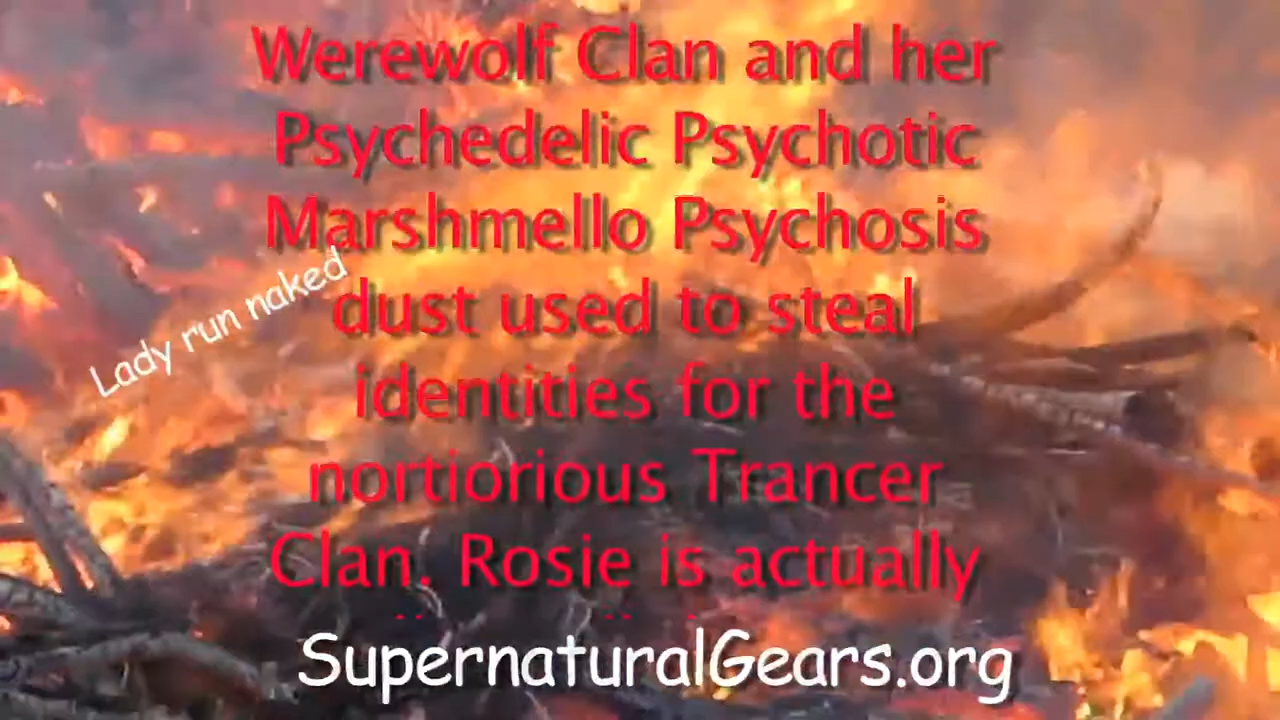 Werewolf Clan and her
Psychedelic Psychotic
Marshmello Psychosis
Lady run naked
dust used to steal
identities for the
nortiorious Trancer
Clan. Rosie is actually
SupernaturalGears.org